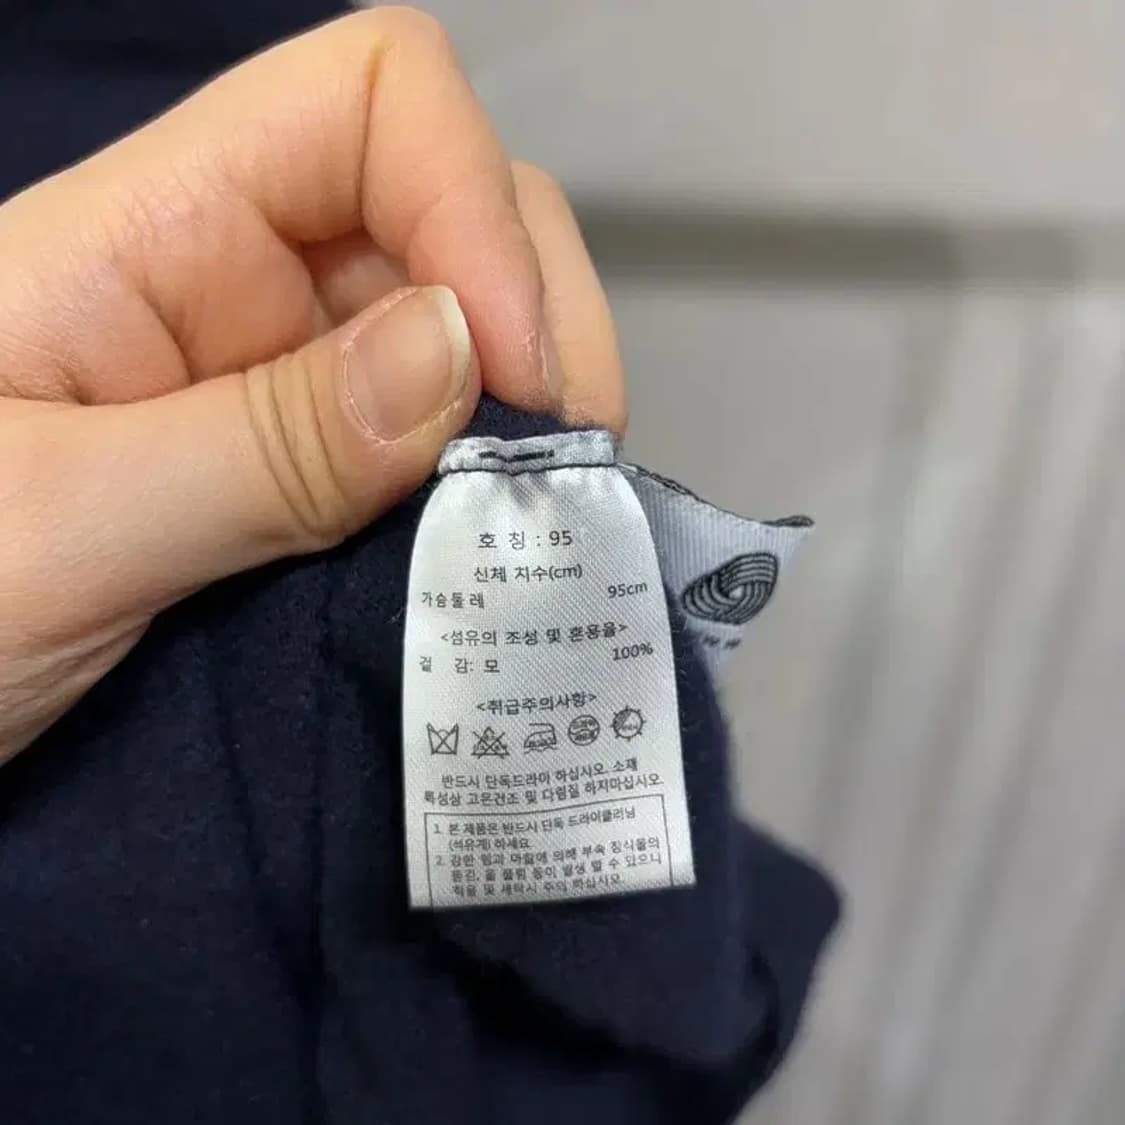 호 칭 : 95
신체 치수(cm)
가슴둘레 95cm
<섬유의 조성 및 혼용율>
겉 감: 모 100%
<취급주의사항>
반드시 단독드라마 하십시오. 소재
특성상 고온건조 및 다림질 하지마십시오.
1. 본 제품은 반드시 단독 드라이클리닝
(석유계) 하세요.
2. 강한 힘과 마찰에 의해 부속 장식물의
뜯김, 올 풀림 등이 발생 할 수 있으니
착용 및 세탁시 주의 하십시오.